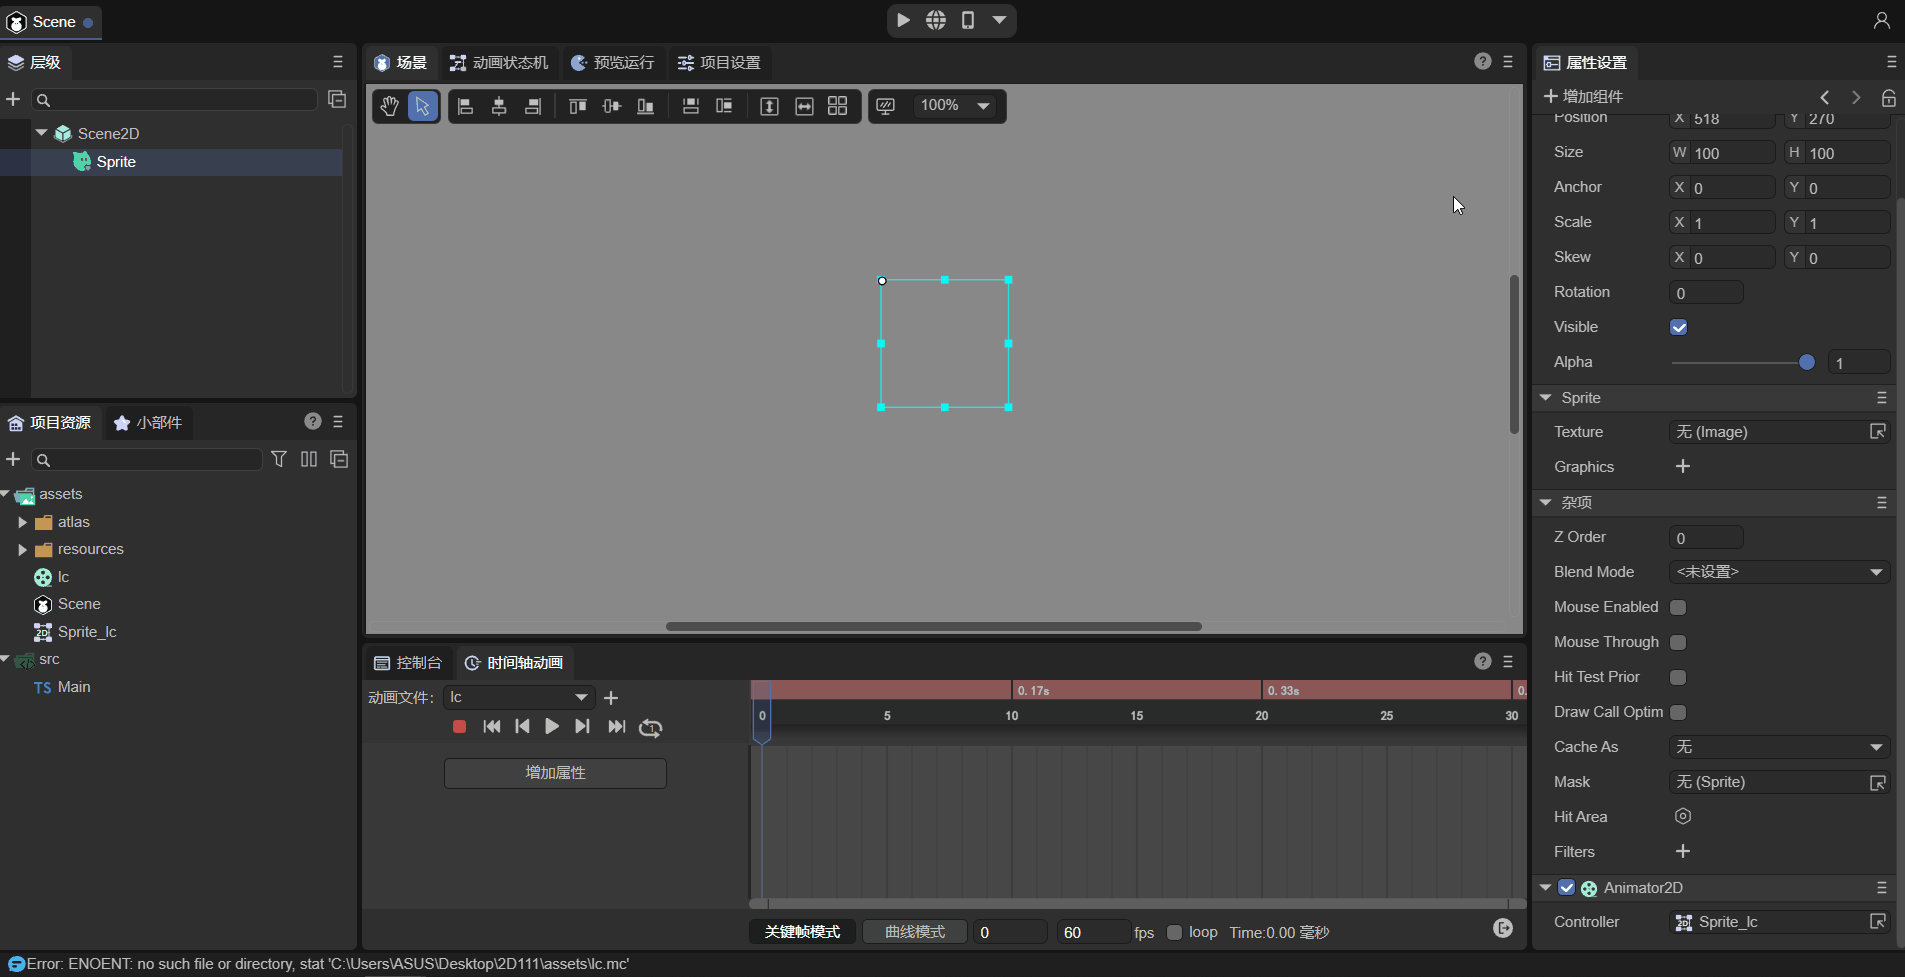 Scene
层级
Scene2D
Sprite
项目资源 小部件
assets
atlas
resources
lc
Scene
Sprite_lc
src
TS Main
场景 动画状态机 预览运行 项目设置
100%
控制台 时间轴动画
动画文件: lc
增加属性
0.17s 0.33s 0.
0 5 10 15 20 25 30
关键帧模式 曲线模式 0 60 fps loop Time:0.00 毫秒
属性设置
增加组件
Position X 518 Y 270
Size W 100 H 100
Anchor X 0 Y 0
Scale X 1 Y 1
Skew X 0 Y 0
Rotation 0
Visible
Alpha 1
Sprite
Texture 无 (Image)
Graphics
杂项
Z Order 0
Blend Mode <未设置>
Mouse Enabled
Mouse Through
Hit Test Prior
Draw Call Optim
Cache As 无
Mask 无 (Sprite)
Hit Area
Filters
Animator2D
Controller 2D Sprite_lc
Error: ENOENT: no such file or directory, stat 'C:\Users\ASUS\Desktop\2D111\assets\lc.mc'